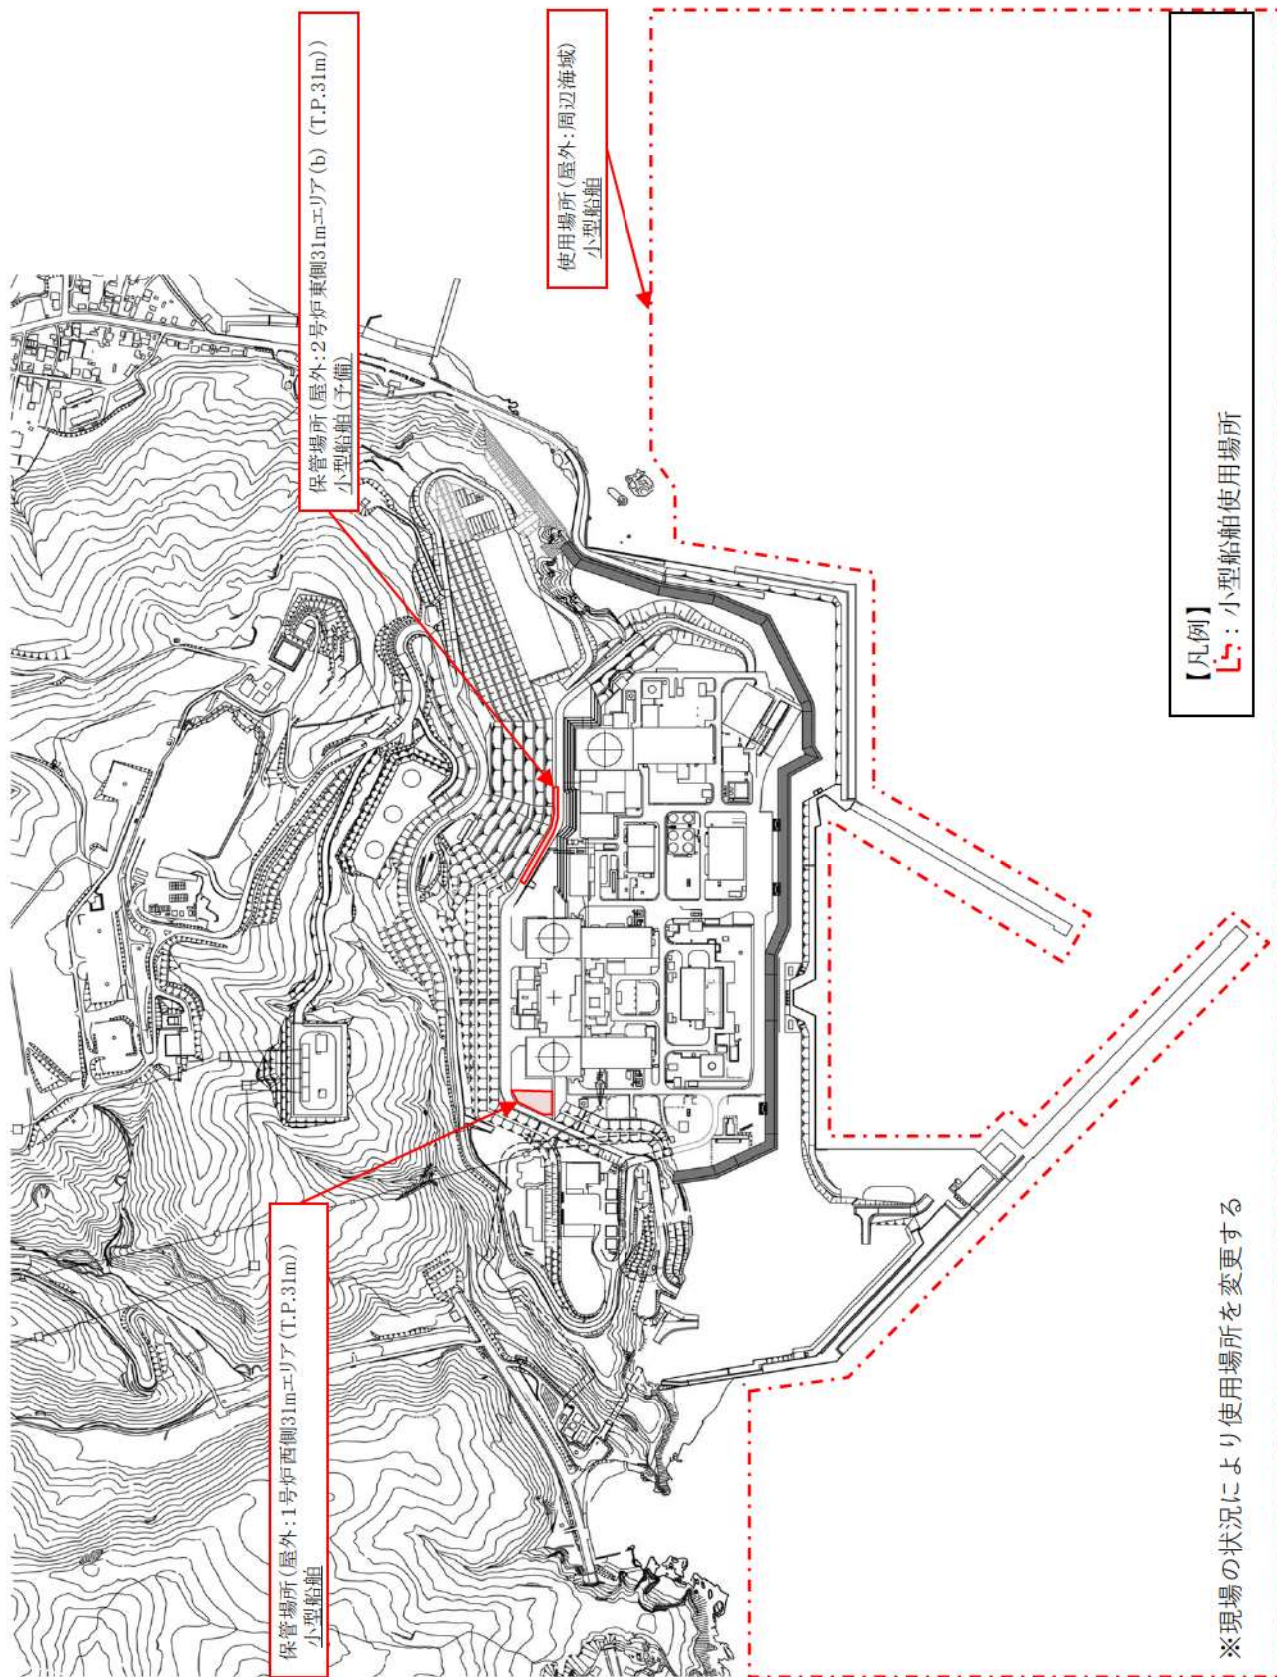 保管場所(屋外:1号炉西側31mエリア(T.P.31m))
小型船舶
保管場所(屋外:2号炉東側31mエリア(b) (T.P.31m))
小型船舶(予備)
使用場所(屋外:周辺海域)
小型船舶
【凡例】
:小型船舶使用場所
※現場の状況により使用場所を変更する